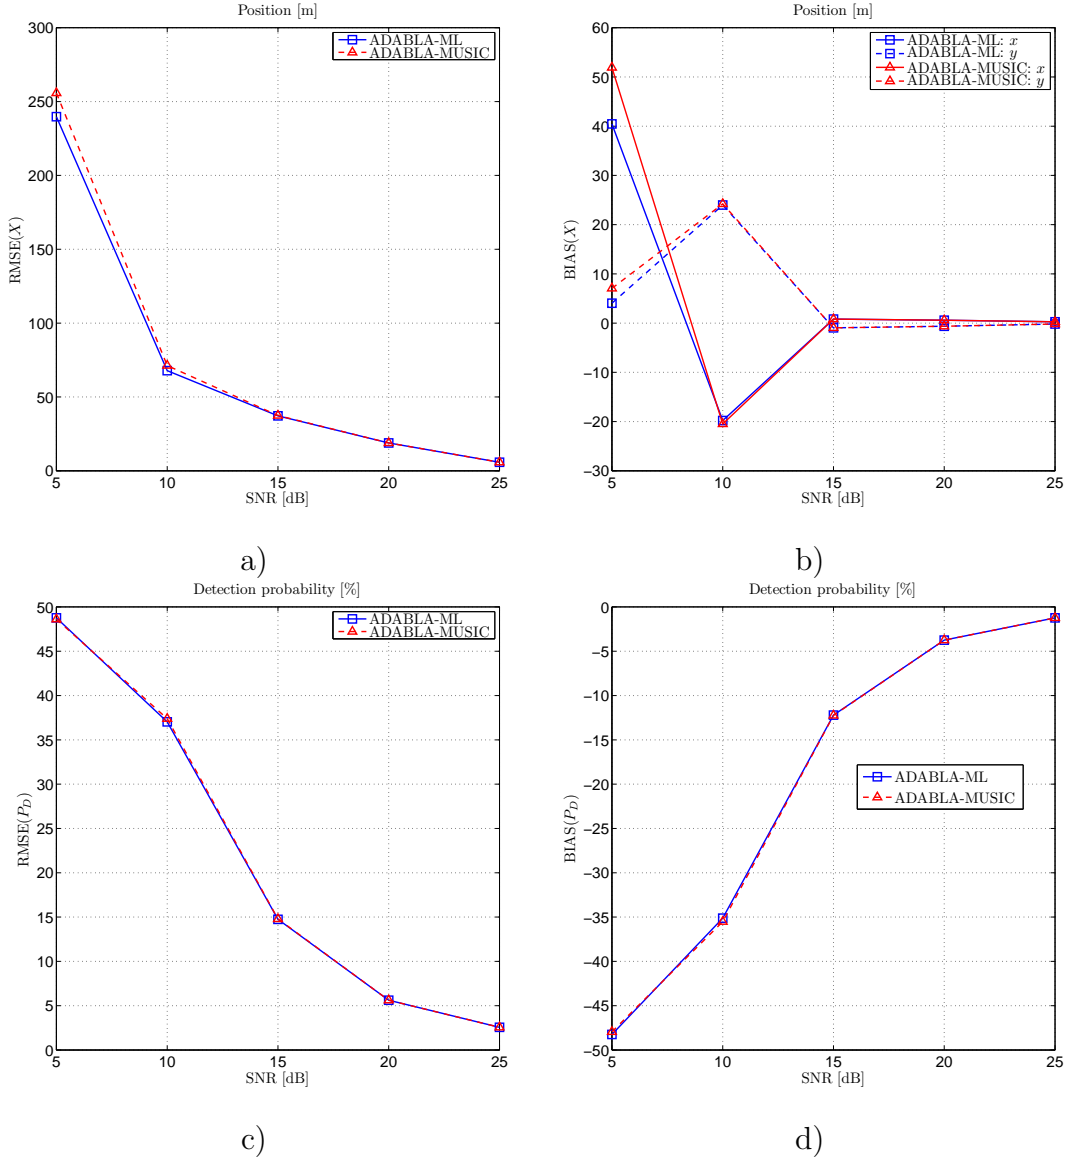 Position [m]
300
250
200
150
100
50
0
RMSE(X)
ADABLA-ML
ADABLA-MUSIC
5 10 15 20 25
SNR [dB]
a)
Position [m]
60
50
40
30
20
10
0
−10
−20
−30
BIAS(X)
ADABLA-ML: x
ADABLA-ML: y
ADABLA-MUSIC: x
ADABLA-MUSIC: y
5 10 15 20 25
SNR [dB]
b)
Detection probability [%]
50
45
40
35
30
25
20
15
10
5
0
RMSE(P_D)
ADABLA-ML
ADABLA-MUSIC
5 10 15 20 25
SNR [dB]
c)
Detection probability [%]
0
−5
−10
−15
−20
−25
−30
−35
−40
−45
−50
BIAS(P_D)
ADABLA-ML
ADABLA-MUSIC
5 10 15 20 25
SNR [dB]
d)